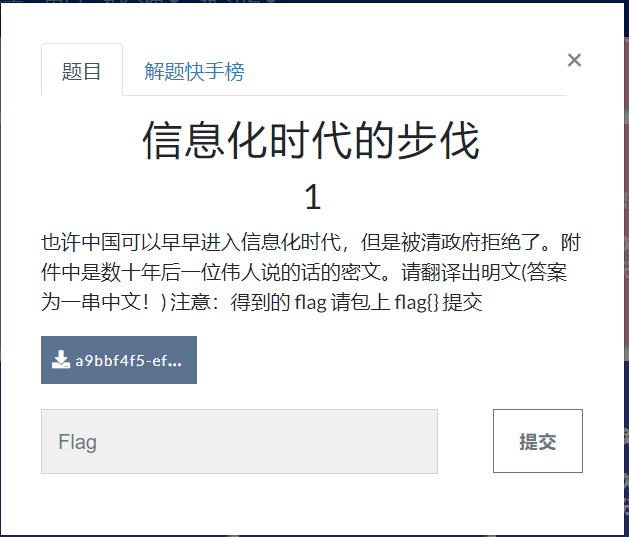 题目 解题快手榜 ×
信息化时代的步伐
1
也许中国可以早早进入信息化时代，但是被清政府拒绝了。附
件中是数十年后一位伟人说的话的密文。请翻译出明文(答案
为一串中文！) 注意：得到的 flag 请包上 flag{} 提交
a9bbf4f5-ef...
Flag 提交